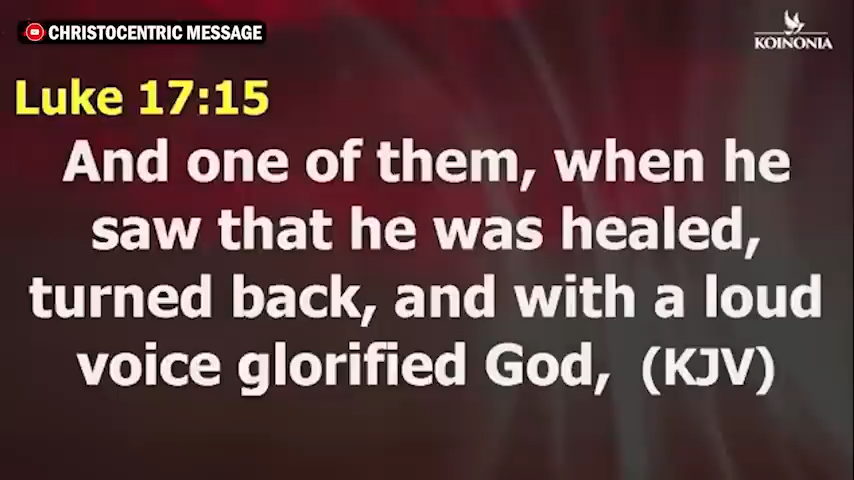 CHRISTOCENTRIC MESSAGE
KOINONIA
Luke 17:15
And one of them, when he
saw that he was healed,
turned back, and with a loud
voice glorified God, (KJV)